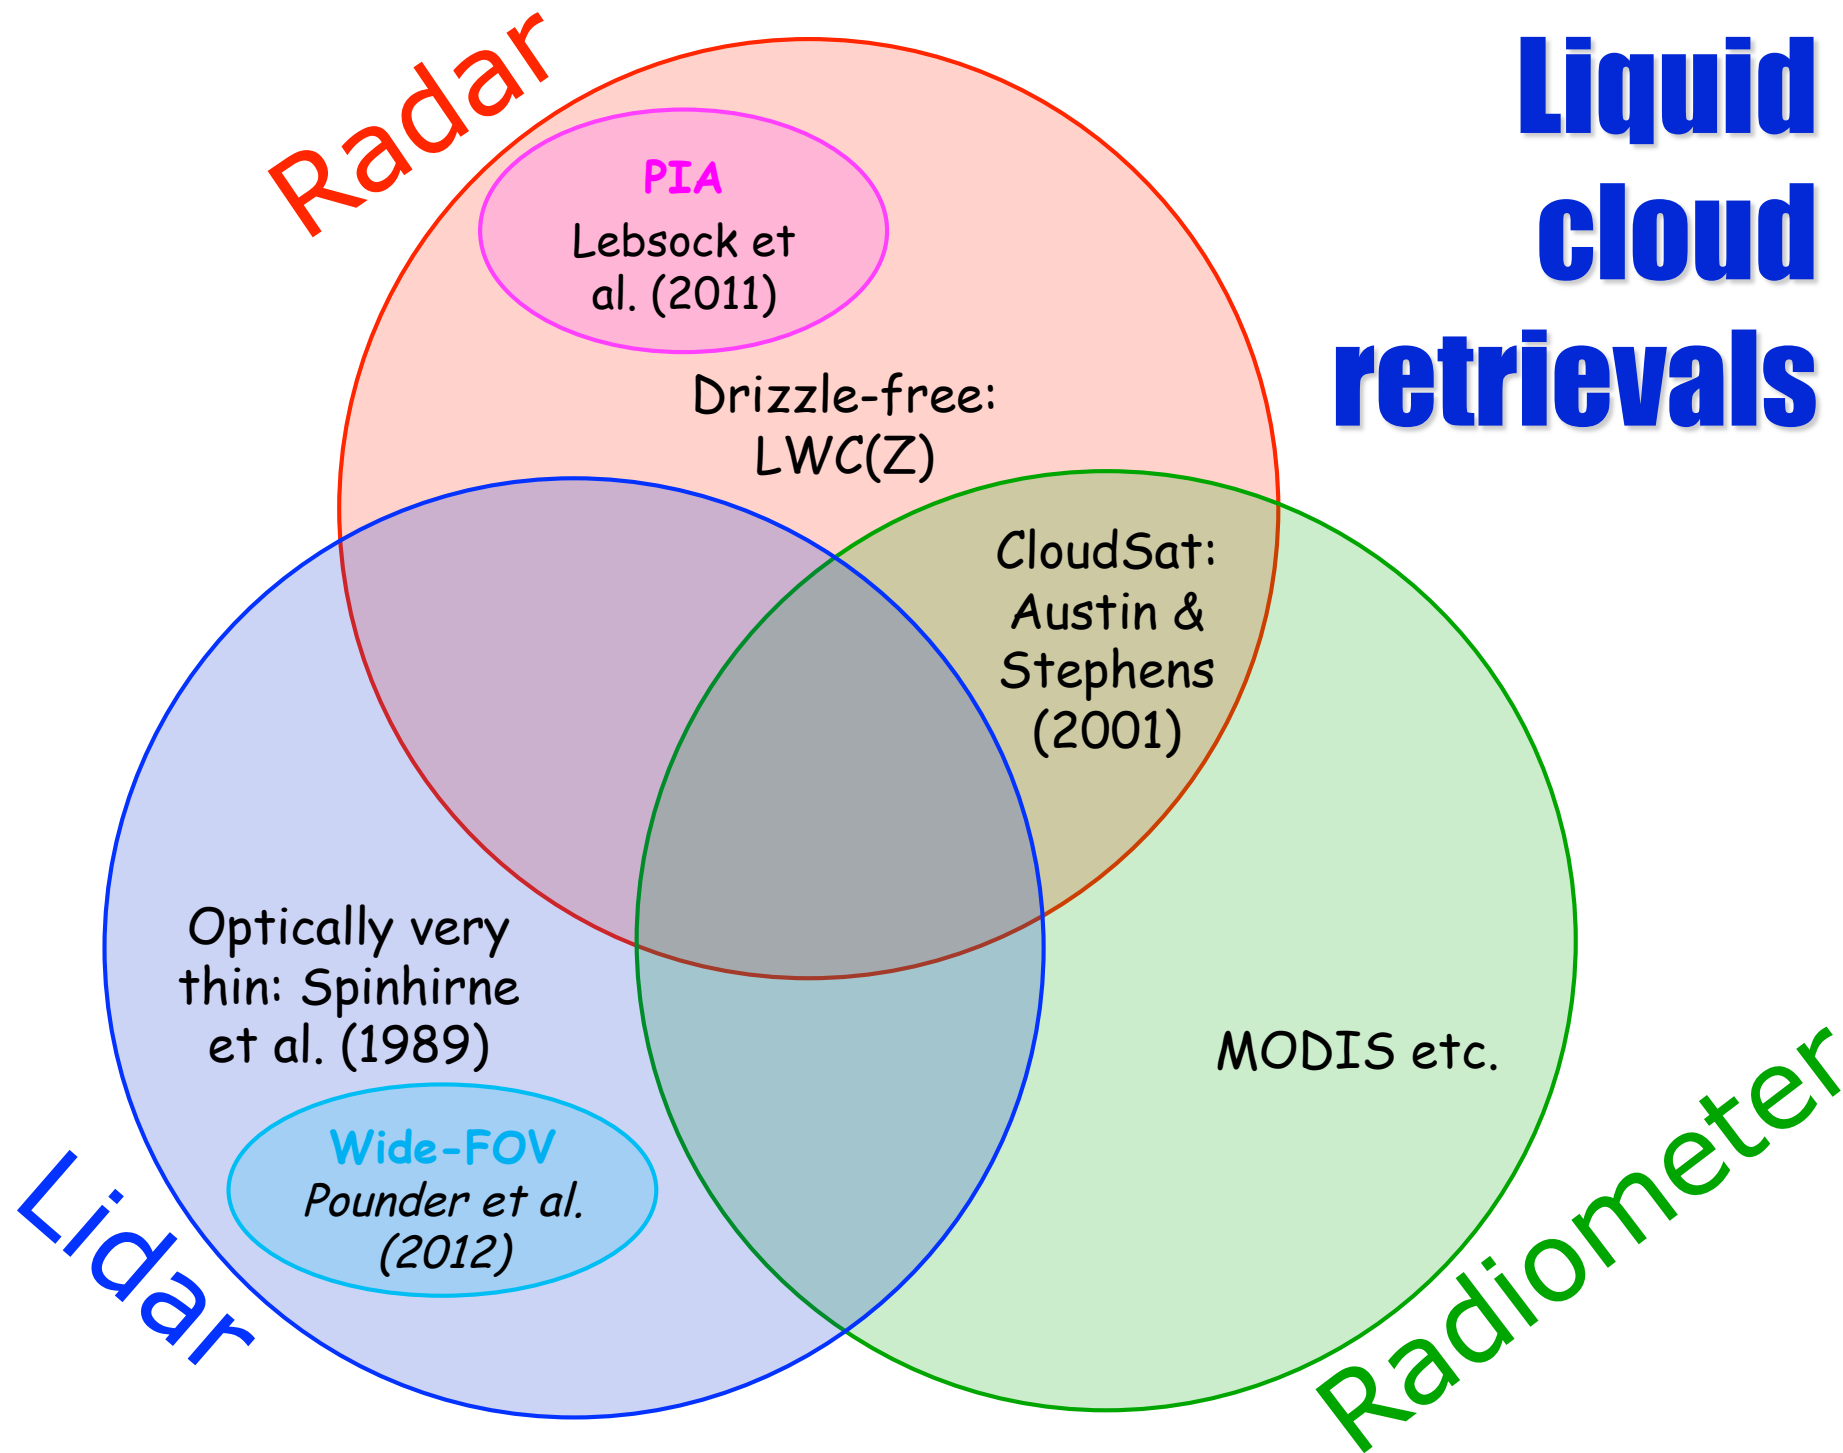 Liquid
cloud
retrievals
Radar
PIA
Lebsock et
al. (2011)
Drizzle-free:
LWC(Z)
CloudSat:
Austin &
Stephens
(2001)
Optically very
thin: Spinhirne
et al. (1989)
Wide-FOV
Pounder et al.
(2012)
MODIS etc.
Lidar
Radiometer